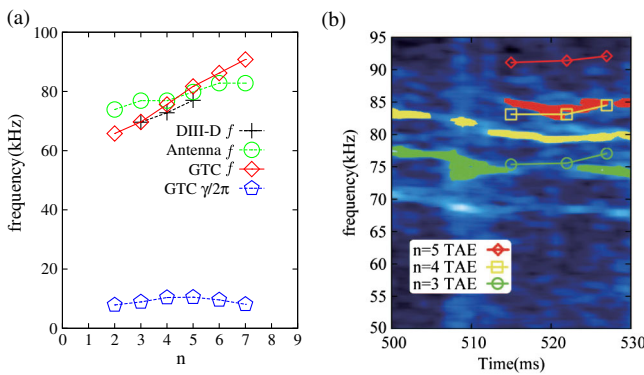 (a)
100
80
60
40
20
0
frequency(kHz)
DIII-D f
Antenna f
GTC f
GTC γ/2π
0 1 2 3 4 5 6 7 8 9
n
(b)
95
90
85
80
75
70
65
60
55
50
frequency(kHz)
n=5 TAE
n=4 TAE
n=3 TAE
500 510 520 530
Time(ms)